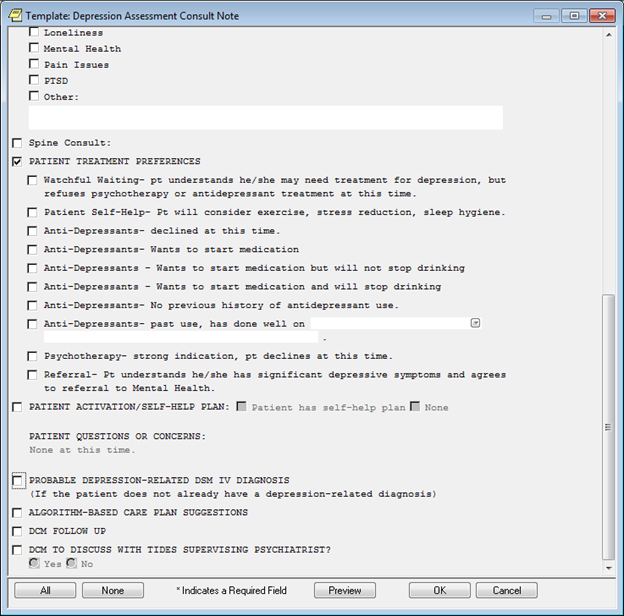 Template: Depression Assessment Consult Note
Loneliness
Mental Health
Pain Issues
PTSD
Other:
Spine Consult:
PATIENT TREATMENT PREFERENCES
Watchful Waiting- pt understands he/she may need treatment for depression, but
refuses psychotherapy or antidepressant treatment at this time.
Patient Self-Help- Pt will consider exercise, stress reduction, sleep hygiene.
Anti-Depressants- declined at this time.
Anti-Depressants- Wants to start medication
Anti-Depressants - Wants to start medication but will not stop drinking
Anti-Depressants - Wants to start medication and will stop drinking
Anti-Depressants- No previous history of antidepressant use.
Anti-Depressants- past use, has done well on
.
Psychotherapy- strong indication, pt declines at this time.
Referral- Pt understands he/she has significant depressive symptoms and agrees
to referral to Mental Health.
PATIENT ACTIVATION/SELF-HELP PLAN: Patient has self-help plan None
PATIENT QUESTIONS OR CONCERNS:
None at this time.
PROBABLE DEPRESSION-RELATED DSM IV DIAGNOSIS
(If the patient does not already have a depression-related diagnosis)
ALGORITHM-BASED CARE PLAN SUGGESTIONS
DCM FOLLOW UP
DCM TO DISCUSS WITH TIDES SUPERVISING PSYCHIATRIST?
Yes No
All None * Indicates a Required Field Preview OK Cancel